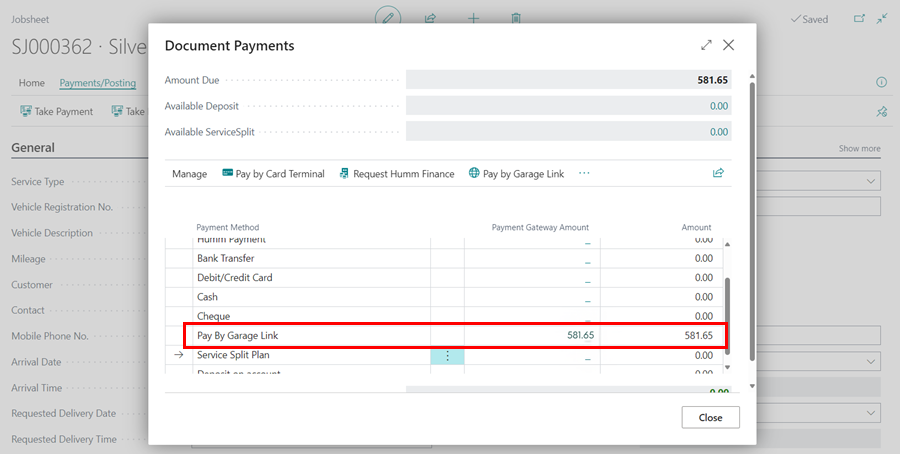 Jobsheet
Saved
SJ000362 · Silve
Home Payments/Posting
Take Payment Take
General
Show more
Service Type
Vehicle Registration No.
Vehicle Description
Mileage
Customer
Contact
Mobile Phone No.
Arrival Date
Arrival Time
Requested Delivery Date
Requested Delivery Time
Document Payments
Amount Due 581.65
Available Deposit 0.00
Available ServiceSplit 0.00
Manage Pay by Card Terminal Request Humm Finance Pay by Garage Link ...
Payment Method Payment Gateway Amount Amount
Humm Payment _ 0.00
Bank Transfer _ 0.00
Debit/Credit Card _ 0.00
Cash _ 0.00
Cheque _ 0.00
Pay By Garage Link 581.65 581.65
Service Split Plan _ 0.00
Deposit on account 0.00
0.00
Close